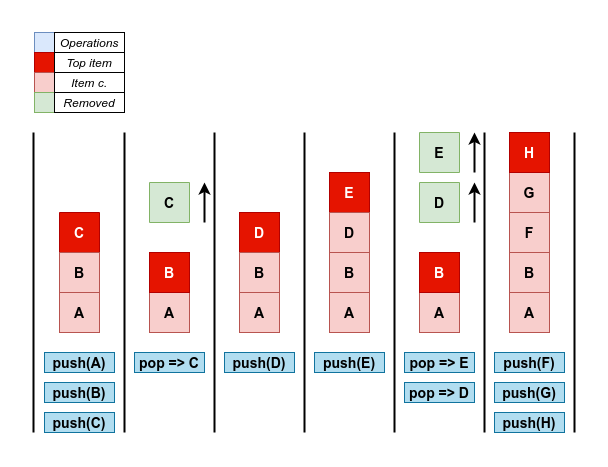 Operations
Top item
Item c.
Removed
C
B
A
push(A)
push(B)
push(C)
C
B
A
pop => C
D
B
A
push(D)
E
D
B
A
push(E)
E
D
B
A
pop => E
pop => D
H
G
F
B
A
push(F)
push(G)
push(H)